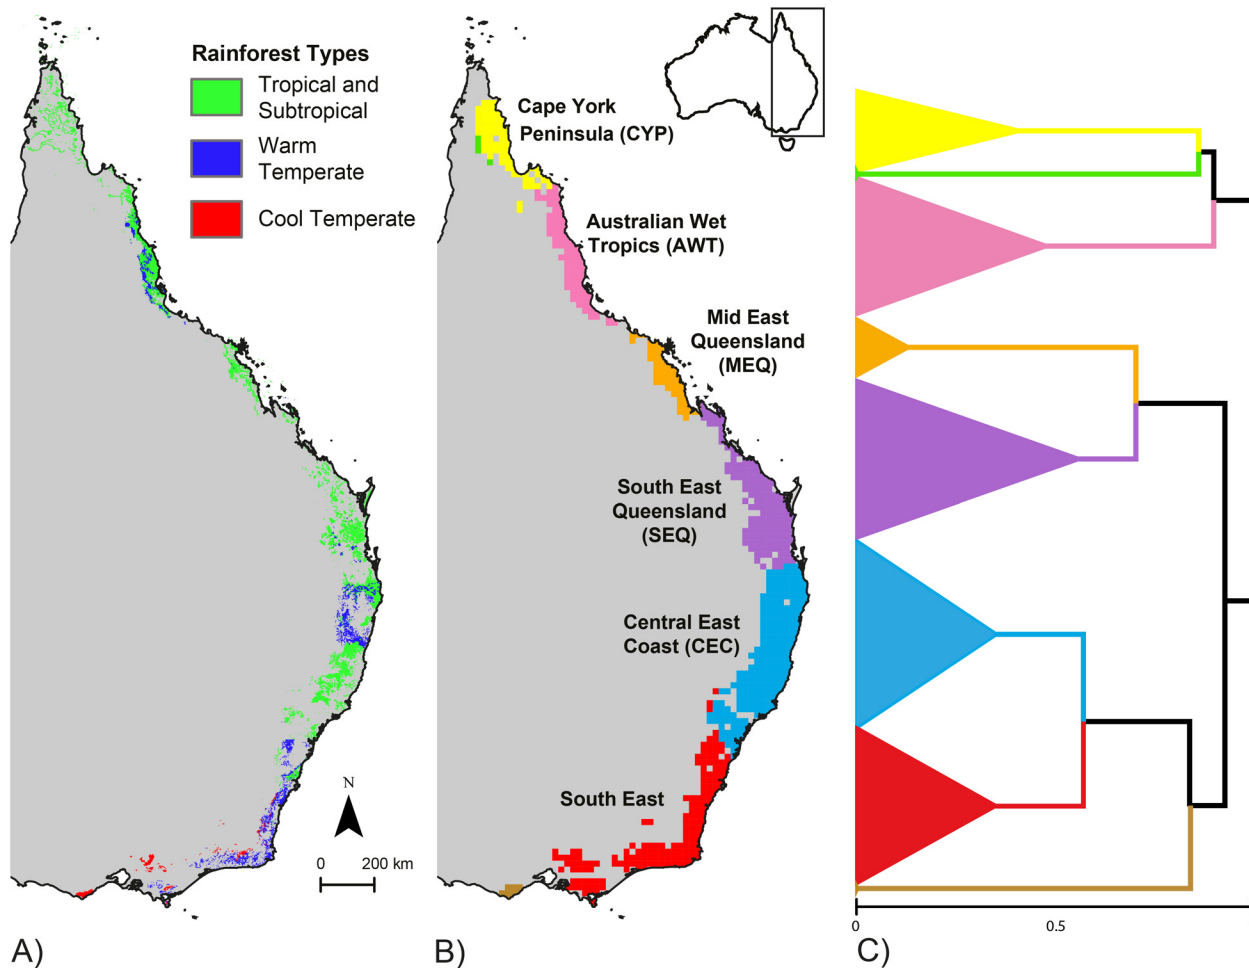 Rainforest Types
Tropical and
Subtropical
Warm
Temperate
Cool Temperate
N
0 200 km
A)
Cape York
Peninsula (CYP)
Australian Wet
Tropics (AWT)
Mid East
Queensland
(MEQ)
South East
Queensland
(SEQ)
Central East
Coast (CEC)
South East
B)
0 0.5
C)